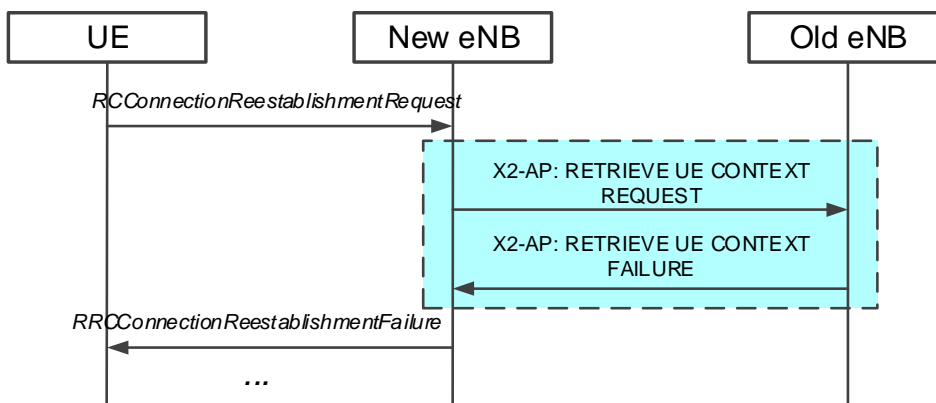 UE
New eNB
Old eNB
RCConnectionReestablishmentRequest
X2-AP: RETRIEVE UE CONTEXT
REQUEST
X2-AP: RETRIEVE UE CONTEXT
FAILURE
RRCConnectionReestablishmentFailure
...